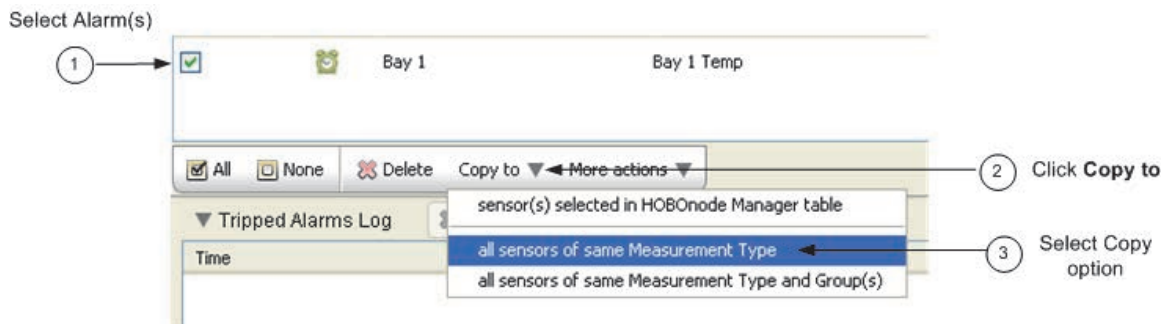 Select Alarm(s)
1
Bay 1 Bay 1 Temp
All None Delete Copy to More actions
2 Click Copy to
sensor(s) selected in HOBOnode Manager table
Tripped Alarms Log
all sensors of same Measurement Type
3 Select Copy
option
Time
all sensors of same Measurement Type and Group(s)